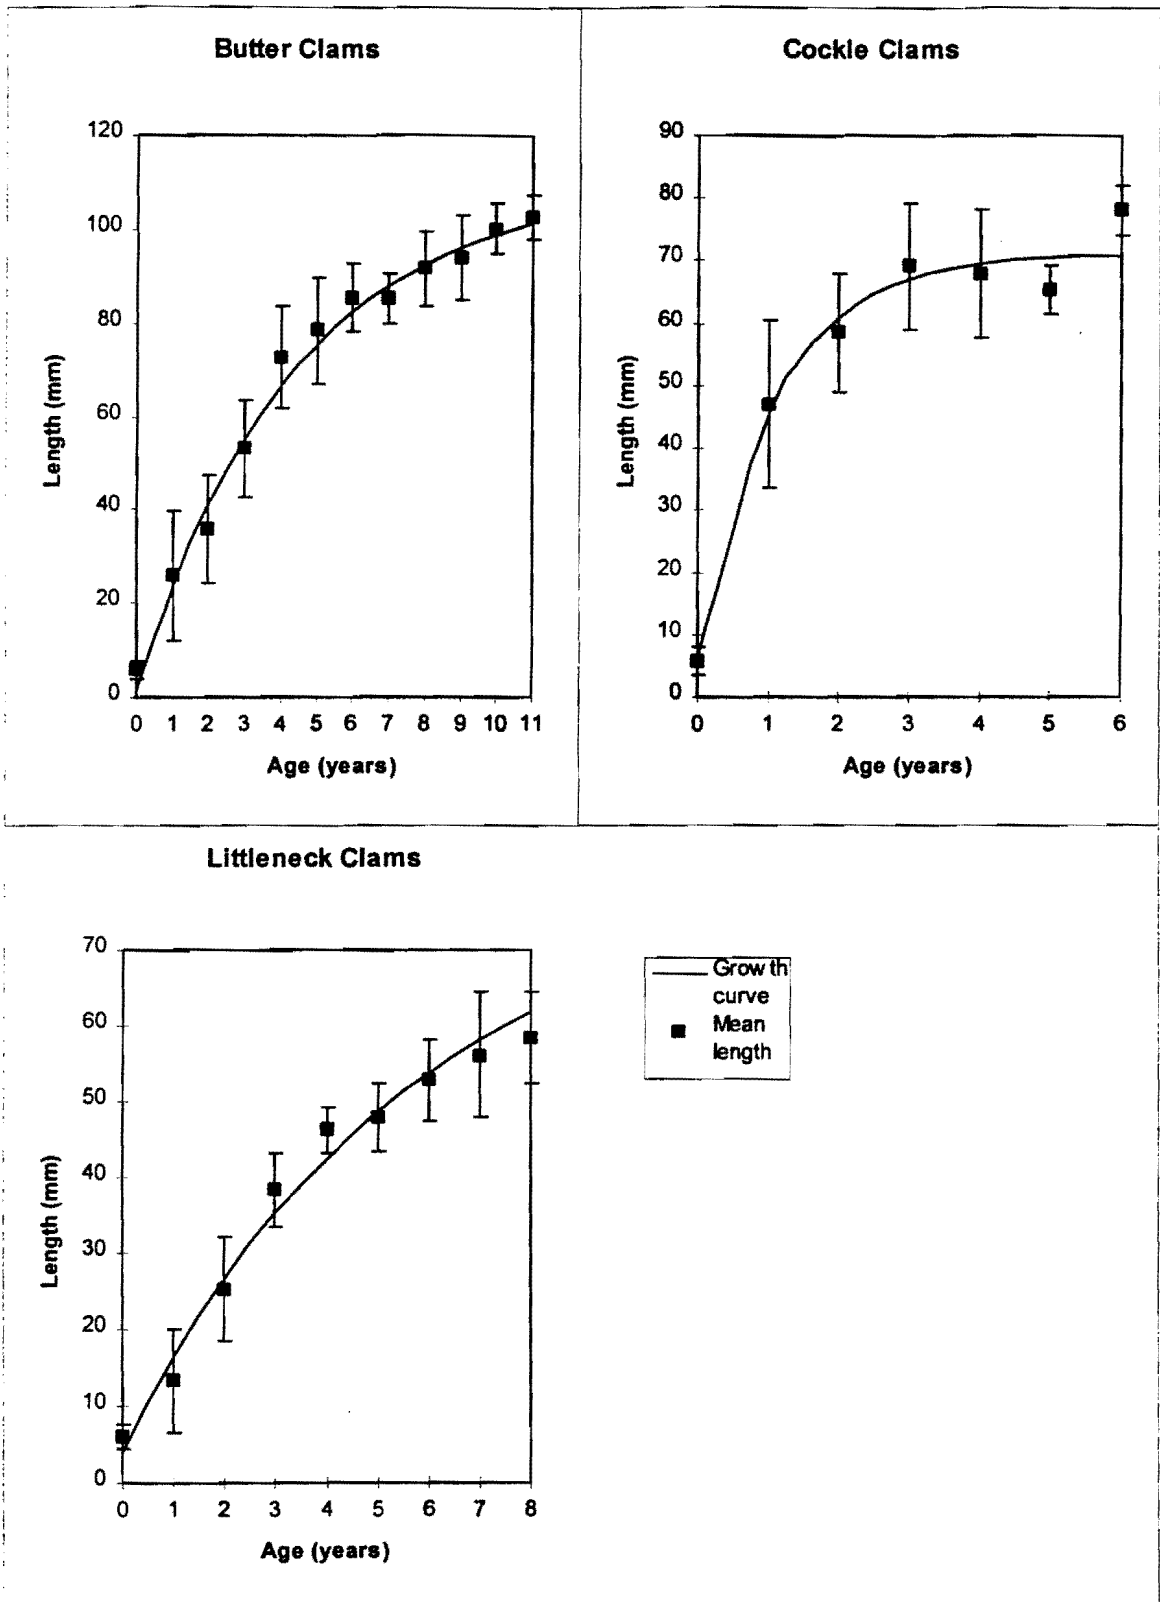 Butter Clams
120
100
80
60
40
20
0
Length (mm)
0 1 2 3 4 5 6 7 8 9 10 11
Age (years)
Cockle Clams
90
80
70
60
50
40
30
20
10
0
Length (mm)
0 1 2 3 4 5 6
Age (years)
Littleneck Clams
70
60
50
40
30
20
10
0
Length (mm)
0 1 2 3 4 5 6 7 8
Age (years)
Growth
curve
Mean
length